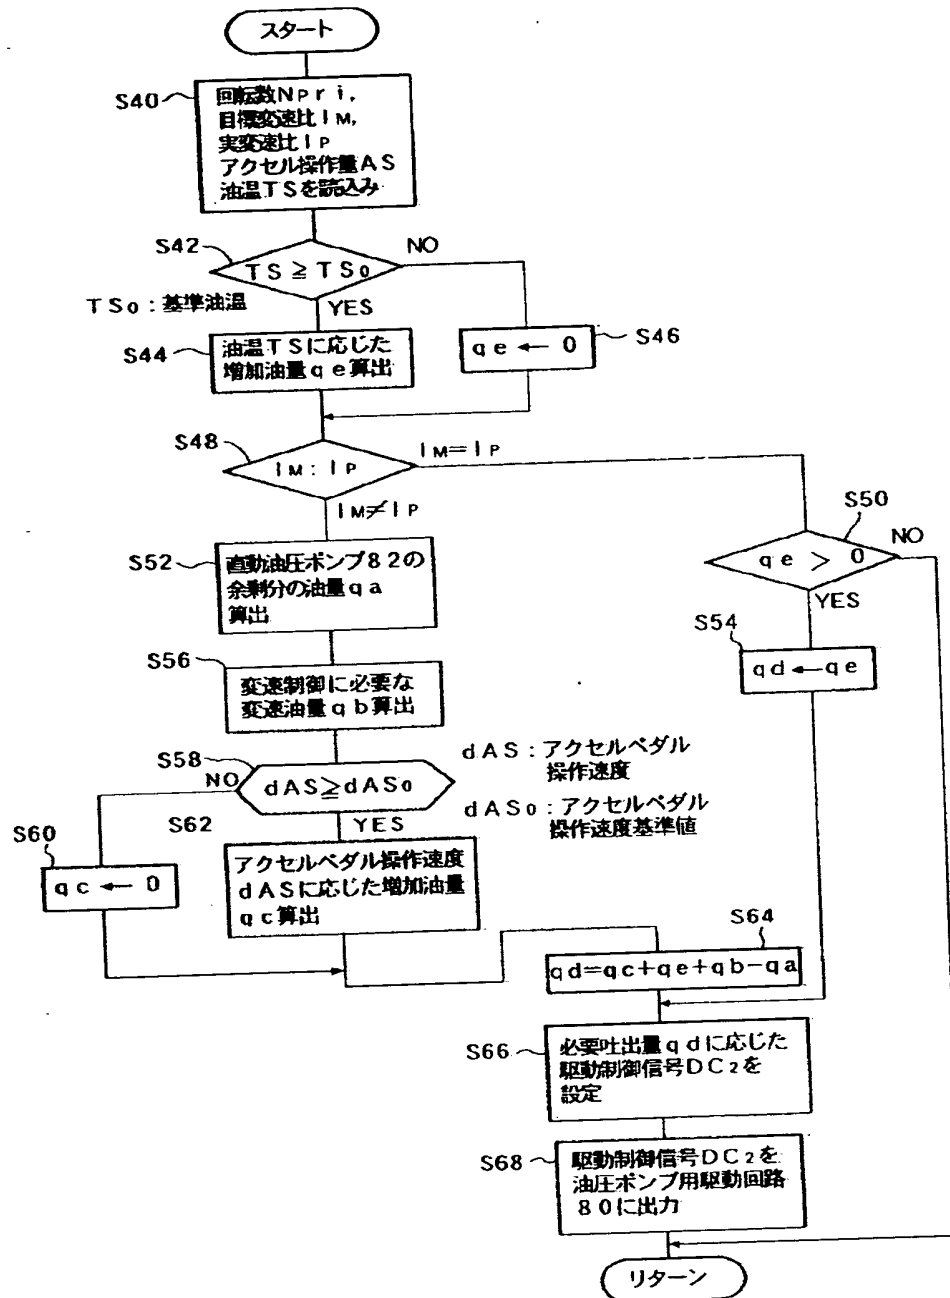 スタート
S40
回転数Npri,
目標変速比IM,
実変速比IP
アクセル操作量AS
油温TSを読込み
S42
NO
TS≧TS0
TS0:基準油温
YES
S44
油温TSに応じた
増加油量qe算出
S46
qe←0
S48
IM:IP
IM=IP
IM≠IP
S50
NO
qe>0
YES
S52
直動油圧ポンプ82の
余剰分の油量qa
算出
S54
qd←qe
S56
変速制御に必要な
変速油量qb算出
S58
NO
dAS≧dAS0
YES
dAS:アクセルペダル
操作速度
dAS0:アクセルペダル
操作速度基準値
S60
qc←0
S62
アクセルペダル操作速度
dASに応じた増加油量
qc算出
S64
qd=qc+qe+qb-qa
S66
必要吐出量qdに応じた
駆動制御信号DC2を
設定
S68
駆動制御信号DC2を
油圧ポンプ用駆動回路
80に出力
リターン